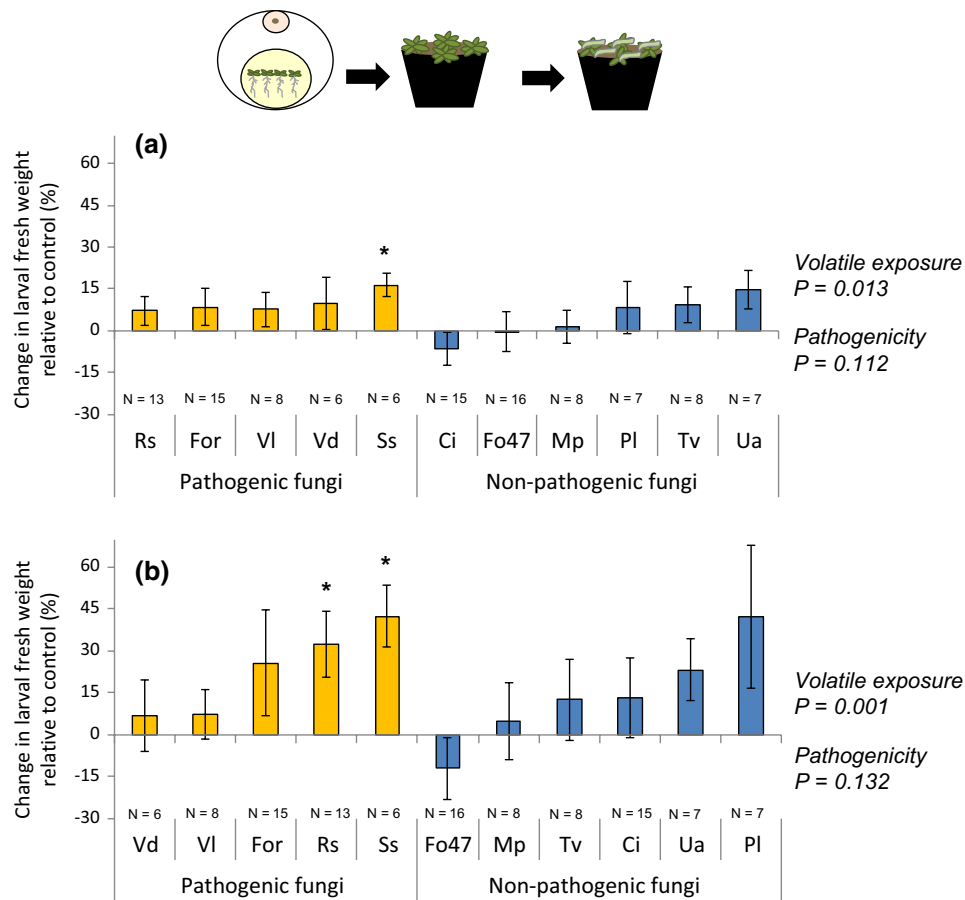 (a)
Change in larval fresh weight
relative to control (%)
60
45
30
15
0
-15
-30
*
N = 13 N = 15 N = 8 N = 6 N = 6 N = 15 N = 16 N = 8 N = 7 N = 8 N = 7
Rs For Vl Vd Ss Ci Fo47 Mp Pl Tv Ua
Pathogenic fungi Non-pathogenic fungi
Volatile exposure
P = 0.013
Pathogenicity
P = 0.112
(b)
Change in larval fresh weight
relative to control (%)
60
45
30
15
0
-15
-30
* *
N = 6 N = 8 N = 15 N = 13 N = 6 N = 16 N = 8 N = 8 N = 15 N = 7 N = 7
Vd Vl For Rs Ss Fo47 Mp Tv Ci Ua Pl
Pathogenic fungi Non-pathogenic fungi
Volatile exposure
P = 0.001
Pathogenicity
P = 0.132